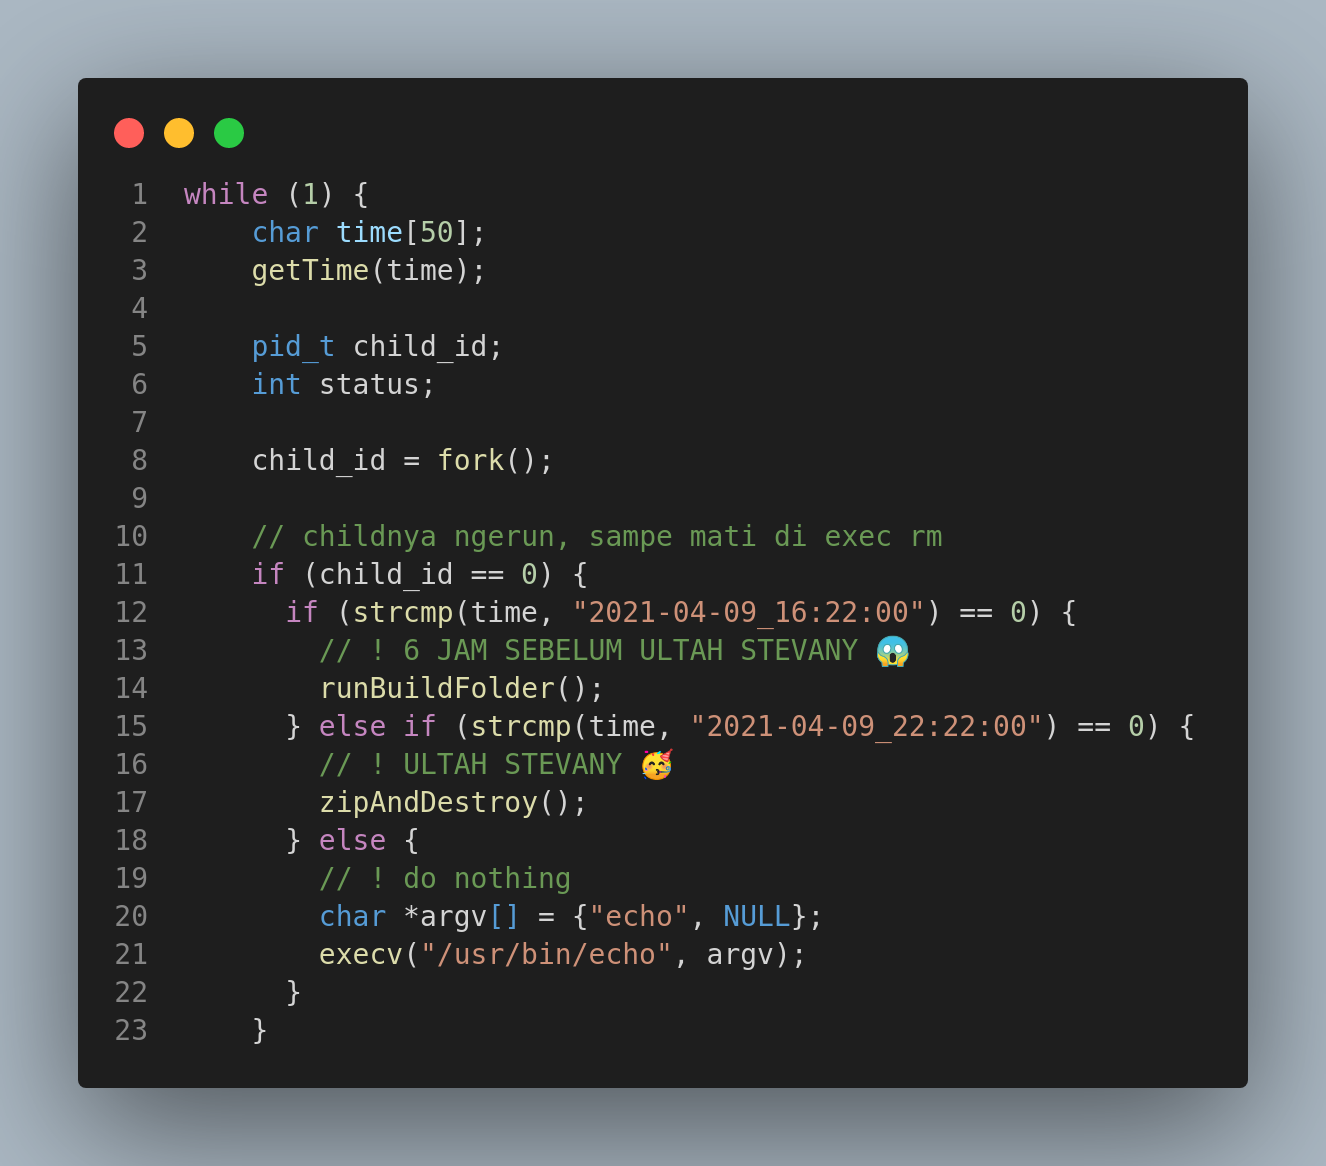 1 while (1) {
2     char time[50];
3     getTime(time);
4
5     pid_t child_id;
6     int status;
7
8     child_id = fork();
9
10     // childnya ngerun, sampe mati di exec rm
11     if (child_id == 0) {
12       if (strcmp(time, "2021-04-09_16:22:00") == 0) {
13         // ! 6 JAM SEBELUM ULTAH STEVANY 😱
14         runBuildFolder();
15       } else if (strcmp(time, "2021-04-09_22:22:00") == 0) {
16         // ! ULTAH STEVANY 🥳
17         zipAndDestroy();
18       } else {
19         // ! do nothing
20         char *argv[] = {"echo", NULL};
21         execv("/usr/bin/echo", argv);
22       }
23     }